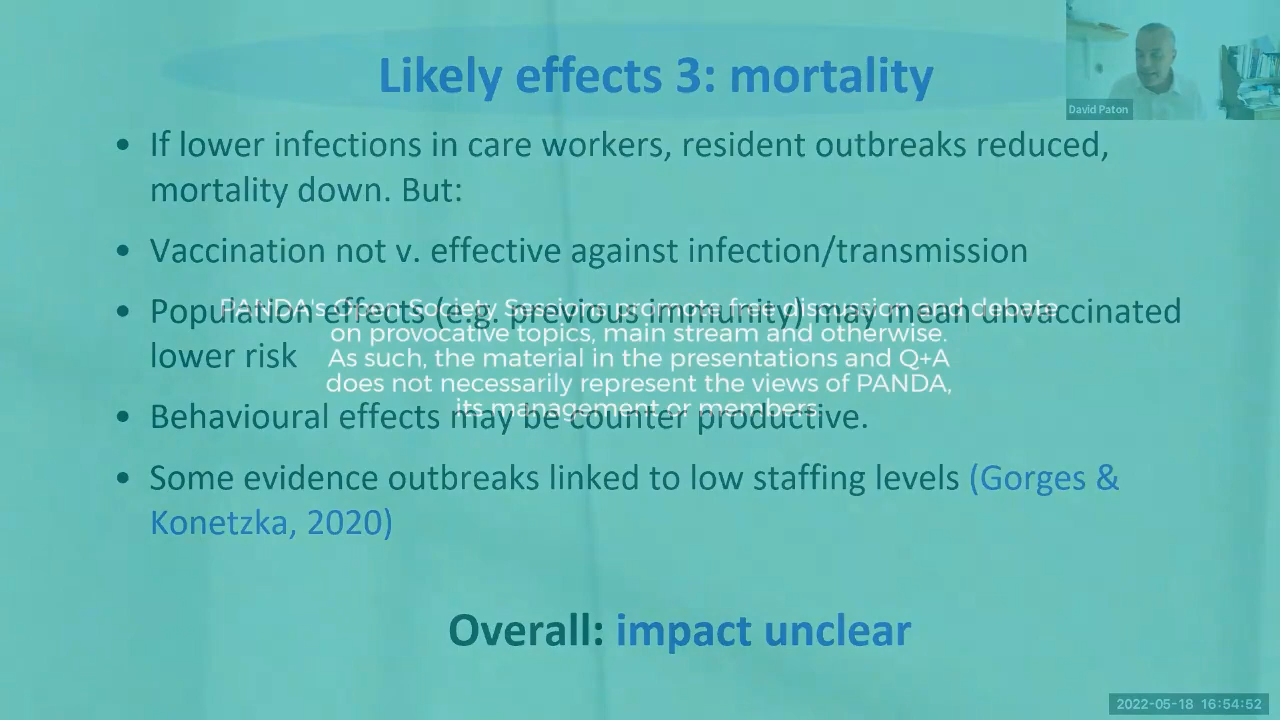 Likely effects 3: mortality
David Paton
• If lower infections in care workers, resident outbreaks reduced,
mortality down. But:
• Vaccination not v. effective against infection/transmission
• Population effects (e.g. previous immunity) may mean unvaccinated
lower risk
• Behavioural effects may be counter productive.
• Some evidence outbreaks linked to low staffing levels (Gorges &
Konetzka, 2020)
Overall: impact unclear
PANDA's Open Society Sessions promote free discussion and debate
on provocative topics, main stream and otherwise.
As such, the material in the presentations and Q+A
does not necessarily represent the views of PANDA,
its management or members.
2022-05-18 16:54:52